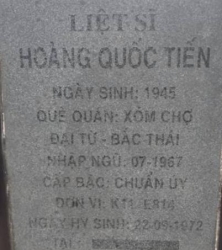 LIỆT SĨ
HOÀNG QUỐC TIẾN
NGÀY SINH: 1945
QUÊ QUÁN: XÓM CHỢ
ĐẠI TỪ - BẮC THÁI
NHẬP NGŨ: 07-1967
CẤP BẬC: CHUẨN ÚY
ĐƠN VỊ: K11, E814
NGÀY HY SINH: 22-09-1972
TẠI: